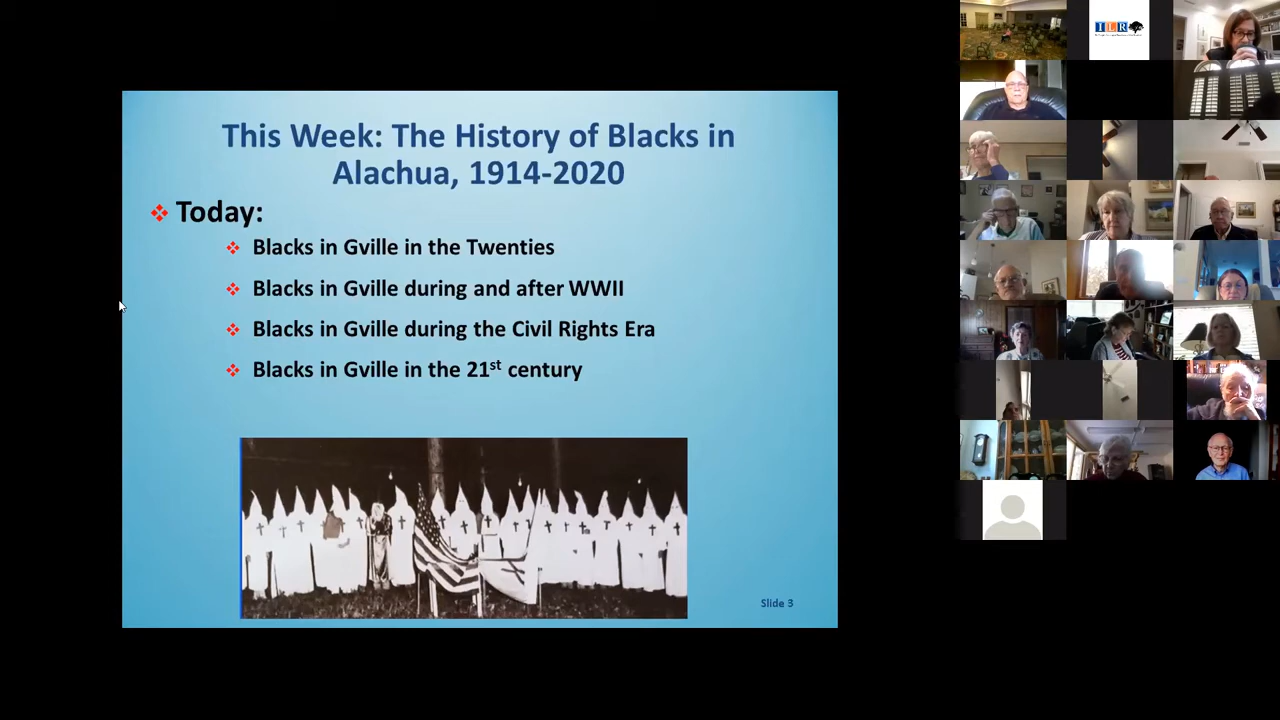 This Week: The History of Blacks in
Alachua, 1914-2020
Today:
Blacks in Gville in the Twenties
Blacks in Gville during and after WWII
Blacks in Gville during the Civil Rights Era
Blacks in Gville in the 21st century
Slide 3
ILR